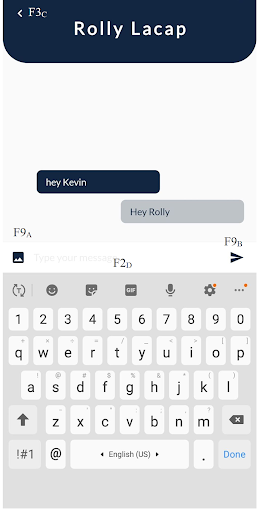 F3C
Rolly Lacap
hey Kevin
Hey Rolly
F9A
F9B
Type your message
F2D
GIF
1 2 3 4 5 6 7 8 9 0
q w e r t y u i o p
a s d f g h j k l
z x c v b n m
!#1 @ English (US) . Done